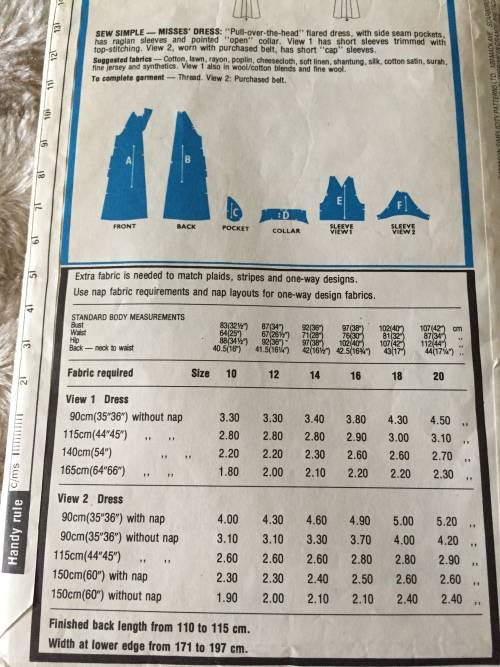 SEW SIMPLE — MISSES' DRESS: "Pull-over-the-head" flared dress, with side seam pockets,
has raglan sleeves and pointed "open" collar. View 1 has short sleeves trimmed with
top-stitching. View 2, worn with purchased belt, has short "cap" sleeves.
Suggested fabrics — Cotton, lawn, rayon, poplin, cheesecloth, soft linen, shantung, silk, cotton satin, surah,
fine jersey and synthetics. View 1 also in wool/cotton blends and fine wool.
To complete garment — Thread. View 2: Purchased belt.
A B C :D E F
FRONT BACK POCKET COLLAR SLEEVE VIEW 1 SLEEVE VIEW 2
Extra fabric is needed to match plaids, stripes and one-way designs.
Use nap fabric requirements and nap layouts for one-way design fabrics.
STANDARD BODY MEASUREMENTS
Bust 83(32½") 87(34") 92(36") 97(38") 102(40") 107(42") cm
Waist 64(25") 67(26½") 71(28") 76(30") 81(32") 87(34") ,,
Hip 88(34½") 92(36") 97(38") 102(40") 107(42") 112(44") ,,
Back — neck to waist 40.5(16") 41.5(16¼") 42(16½") 42.5(16¾") 43(17") 44(17¼") ,,
Fabric required Size 10 12 14 16 18 20
View 1 Dress
90cm(35"36") without nap 3.30 3.30 3.40 3.80 4.30 4.50 ,,
115cm(44"45") ,, ,, 2.80 2.80 2.80 2.90 3.00 3.10 ,,
140cm(54") ,, ,, 2.20 2.20 2.30 2.60 2.60 2.70 ,,
165cm(64"66") ,, ,, 1.80 2.00 2.10 2.20 2.20 2.30 ,,
View 2 Dress
90cm(35"36") with nap 4.00 4.30 4.60 4.90 5.00 5.20 ,,
90cm(35"36") without nap 3.10 3.10 3.30 3.70 4.00 4.20 ,,
115cm(44"45") ,, ,, 2.60 2.60 2.60 2.80 2.80 2.90 ,,
150cm(60") with nap 2.30 2.30 2.40 2.50 2.60 2.60 ,,
150cm(60") without nap 1.90 2.00 2.10 2.10 2.40 2.40 ,,
Finished back length from 110 to 115 cm.
Width at lower edge from 171 to 197 cm.
Handy rule c/ms 1 2 3 4 5 6 7 8 9 10 11 12